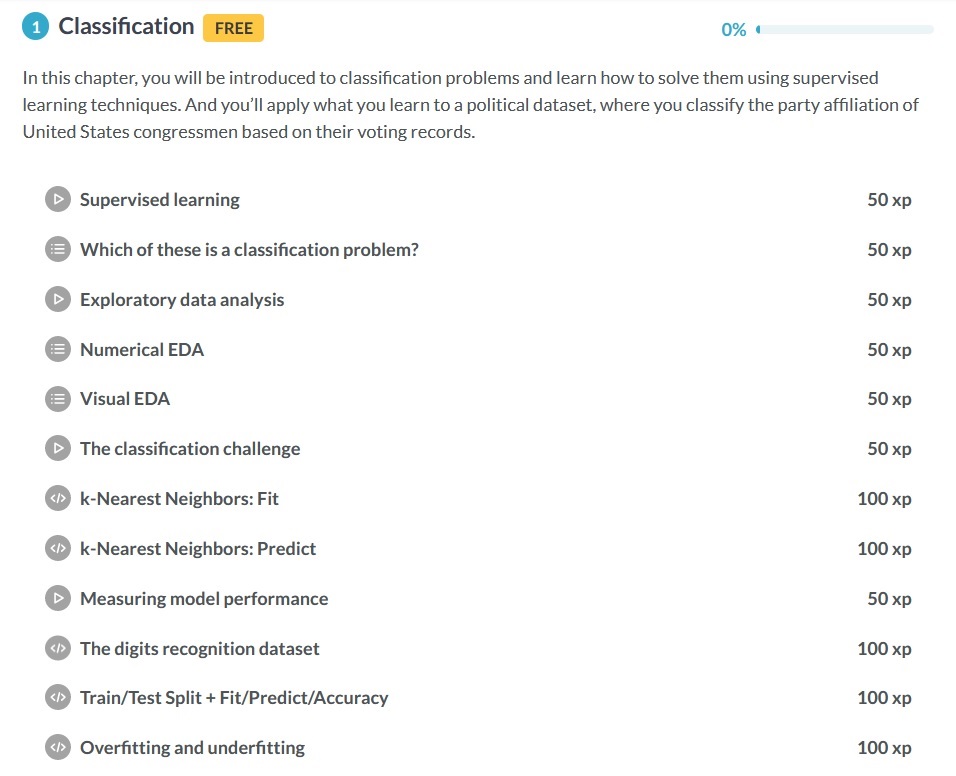 1 Classification FREE 0%
In this chapter, you will be introduced to classification problems and learn how to solve them using supervised
learning techniques. And you’ll apply what you learn to a political dataset, where you classify the party affiliation of
United States congressmen based on their voting records.
Supervised learning 50 xp
Which of these is a classification problem? 50 xp
Exploratory data analysis 50 xp
Numerical EDA 50 xp
Visual EDA 50 xp
The classification challenge 50 xp
</> k-Nearest Neighbors: Fit 100 xp
</> k-Nearest Neighbors: Predict 100 xp
Measuring model performance 50 xp
</> The digits recognition dataset 100 xp
</> Train/Test Split + Fit/Predict/Accuracy 100 xp
</> Overfitting and underfitting 100 xp